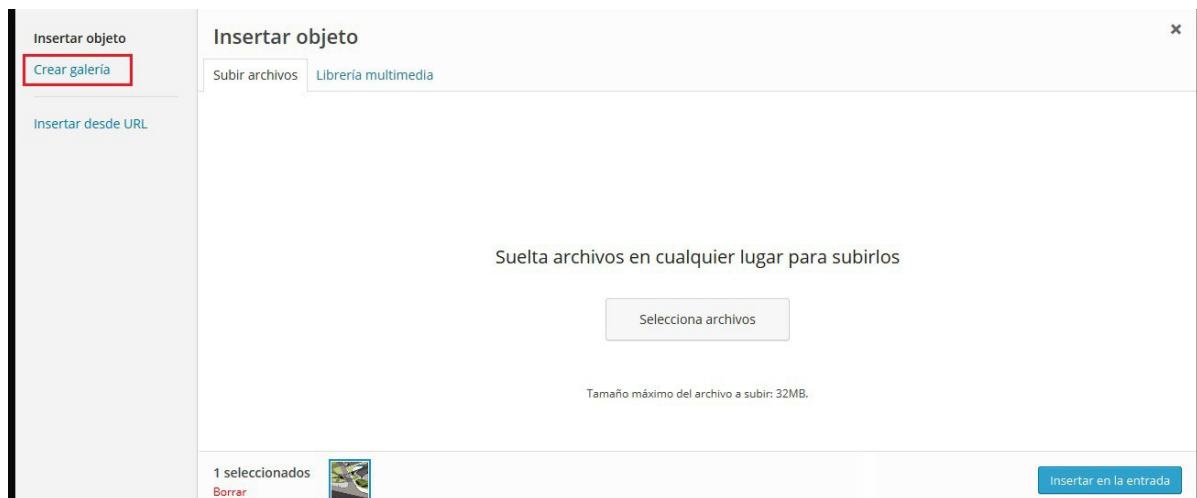 Insertar objeto
Crear galería
Insertar desde URL
Insertar objeto
Subir archivos
Librería multimedia
Suelta archivos en cualquier lugar para subirlos
Selecciona archivos
Tamaño máximo del archivo a subir: 32MB.
1 seleccionados
Borrar
Insertar en la entrada